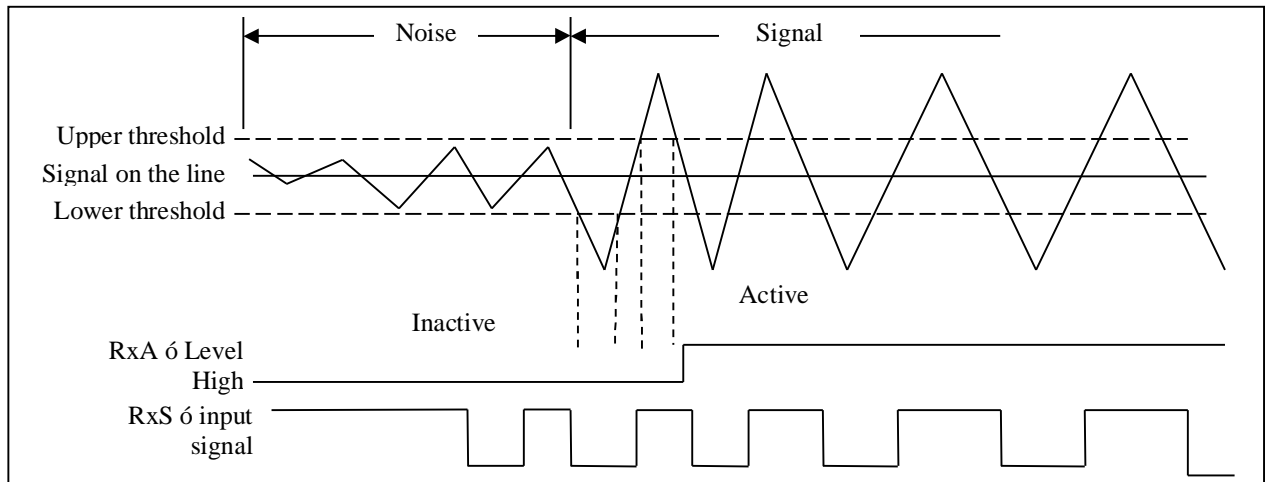 Noise
Signal
Upper threshold
Signal on the line
Lower threshold
Active
Inactive
RxA ó Level
High
RxS ó input
signal